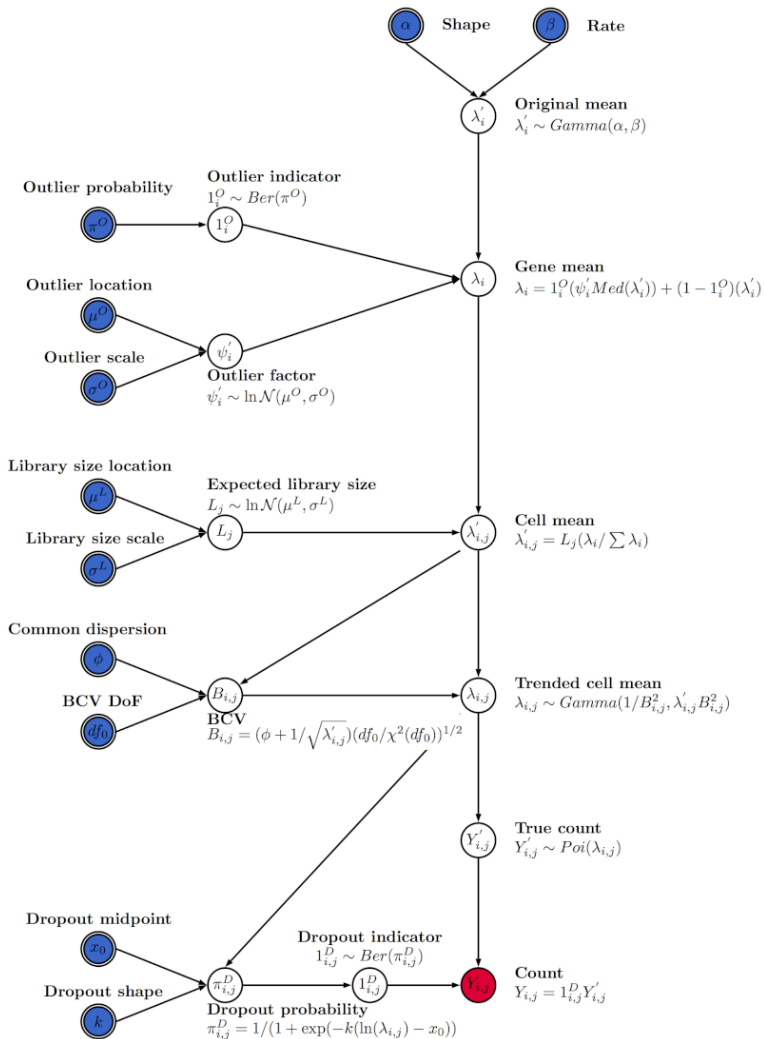 α Shape β Rate
λ′ᵢ Original mean
λ′ᵢ ∼ Gamma(α, β)
Outlier probability
Outlier indicator
1ᵢᴼ ∼ Ber(πᴼ)
πᴼ 1ᵢᴼ
λᵢ Gene mean
λᵢ = 1ᵢᴼ(ψ′ᵢMed(λ′ᵢ)) + (1 − 1ᵢᴼ)(λ′ᵢ)
Outlier location
μᴼ
Outlier scale
σᴼ
ψ′ᵢ
Outlier factor
ψ′ᵢ ∼ ln 𝒩(μᴼ, σᴼ)
Library size location
μᴸ
Library size scale
σᴸ
Expected library size
Lⱼ ∼ ln 𝒩(μᴸ, σᴸ)
Lⱼ
λ′ᵢ,ⱼ Cell mean
λ′ᵢ,ⱼ = Lⱼ(λᵢ/∑λᵢ)
Common dispersion
ϕ
BCV DoF
df₀
Bᵢ,ⱼ
BCV
Bᵢ,ⱼ = (ϕ + 1/√λ′ᵢ,ⱼ)(df₀/χ²(df₀))^1/2
λᵢ,ⱼ Trended cell mean
λᵢ,ⱼ ∼ Gamma(1/B²ᵢ,ⱼ, λ′ᵢ,ⱼB²ᵢ,ⱼ)
Y′ᵢ,ⱼ True count
Y′ᵢ,ⱼ ∼ Poi(λᵢ,ⱼ)
Dropout midpoint
x₀
Dropout shape
k
πᴰᵢ,ⱼ
Dropout probability
πᴰᵢ,ⱼ = 1/(1 + exp(−k(ln(λᵢ,ⱼ) − x₀))
Dropout indicator
1ᴰᵢ,ⱼ ∼ Ber(πᴰᵢ,ⱼ)
1ᴰᵢ,ⱼ
Yᵢ,ⱼ Count
Yᵢ,ⱼ = 1ᴰᵢ,ⱼY′ᵢ,ⱼ